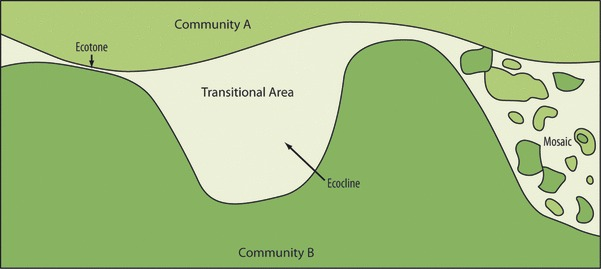 Community A
Ecotone
Transitional Area
Mosaic
Ecocline
Community B